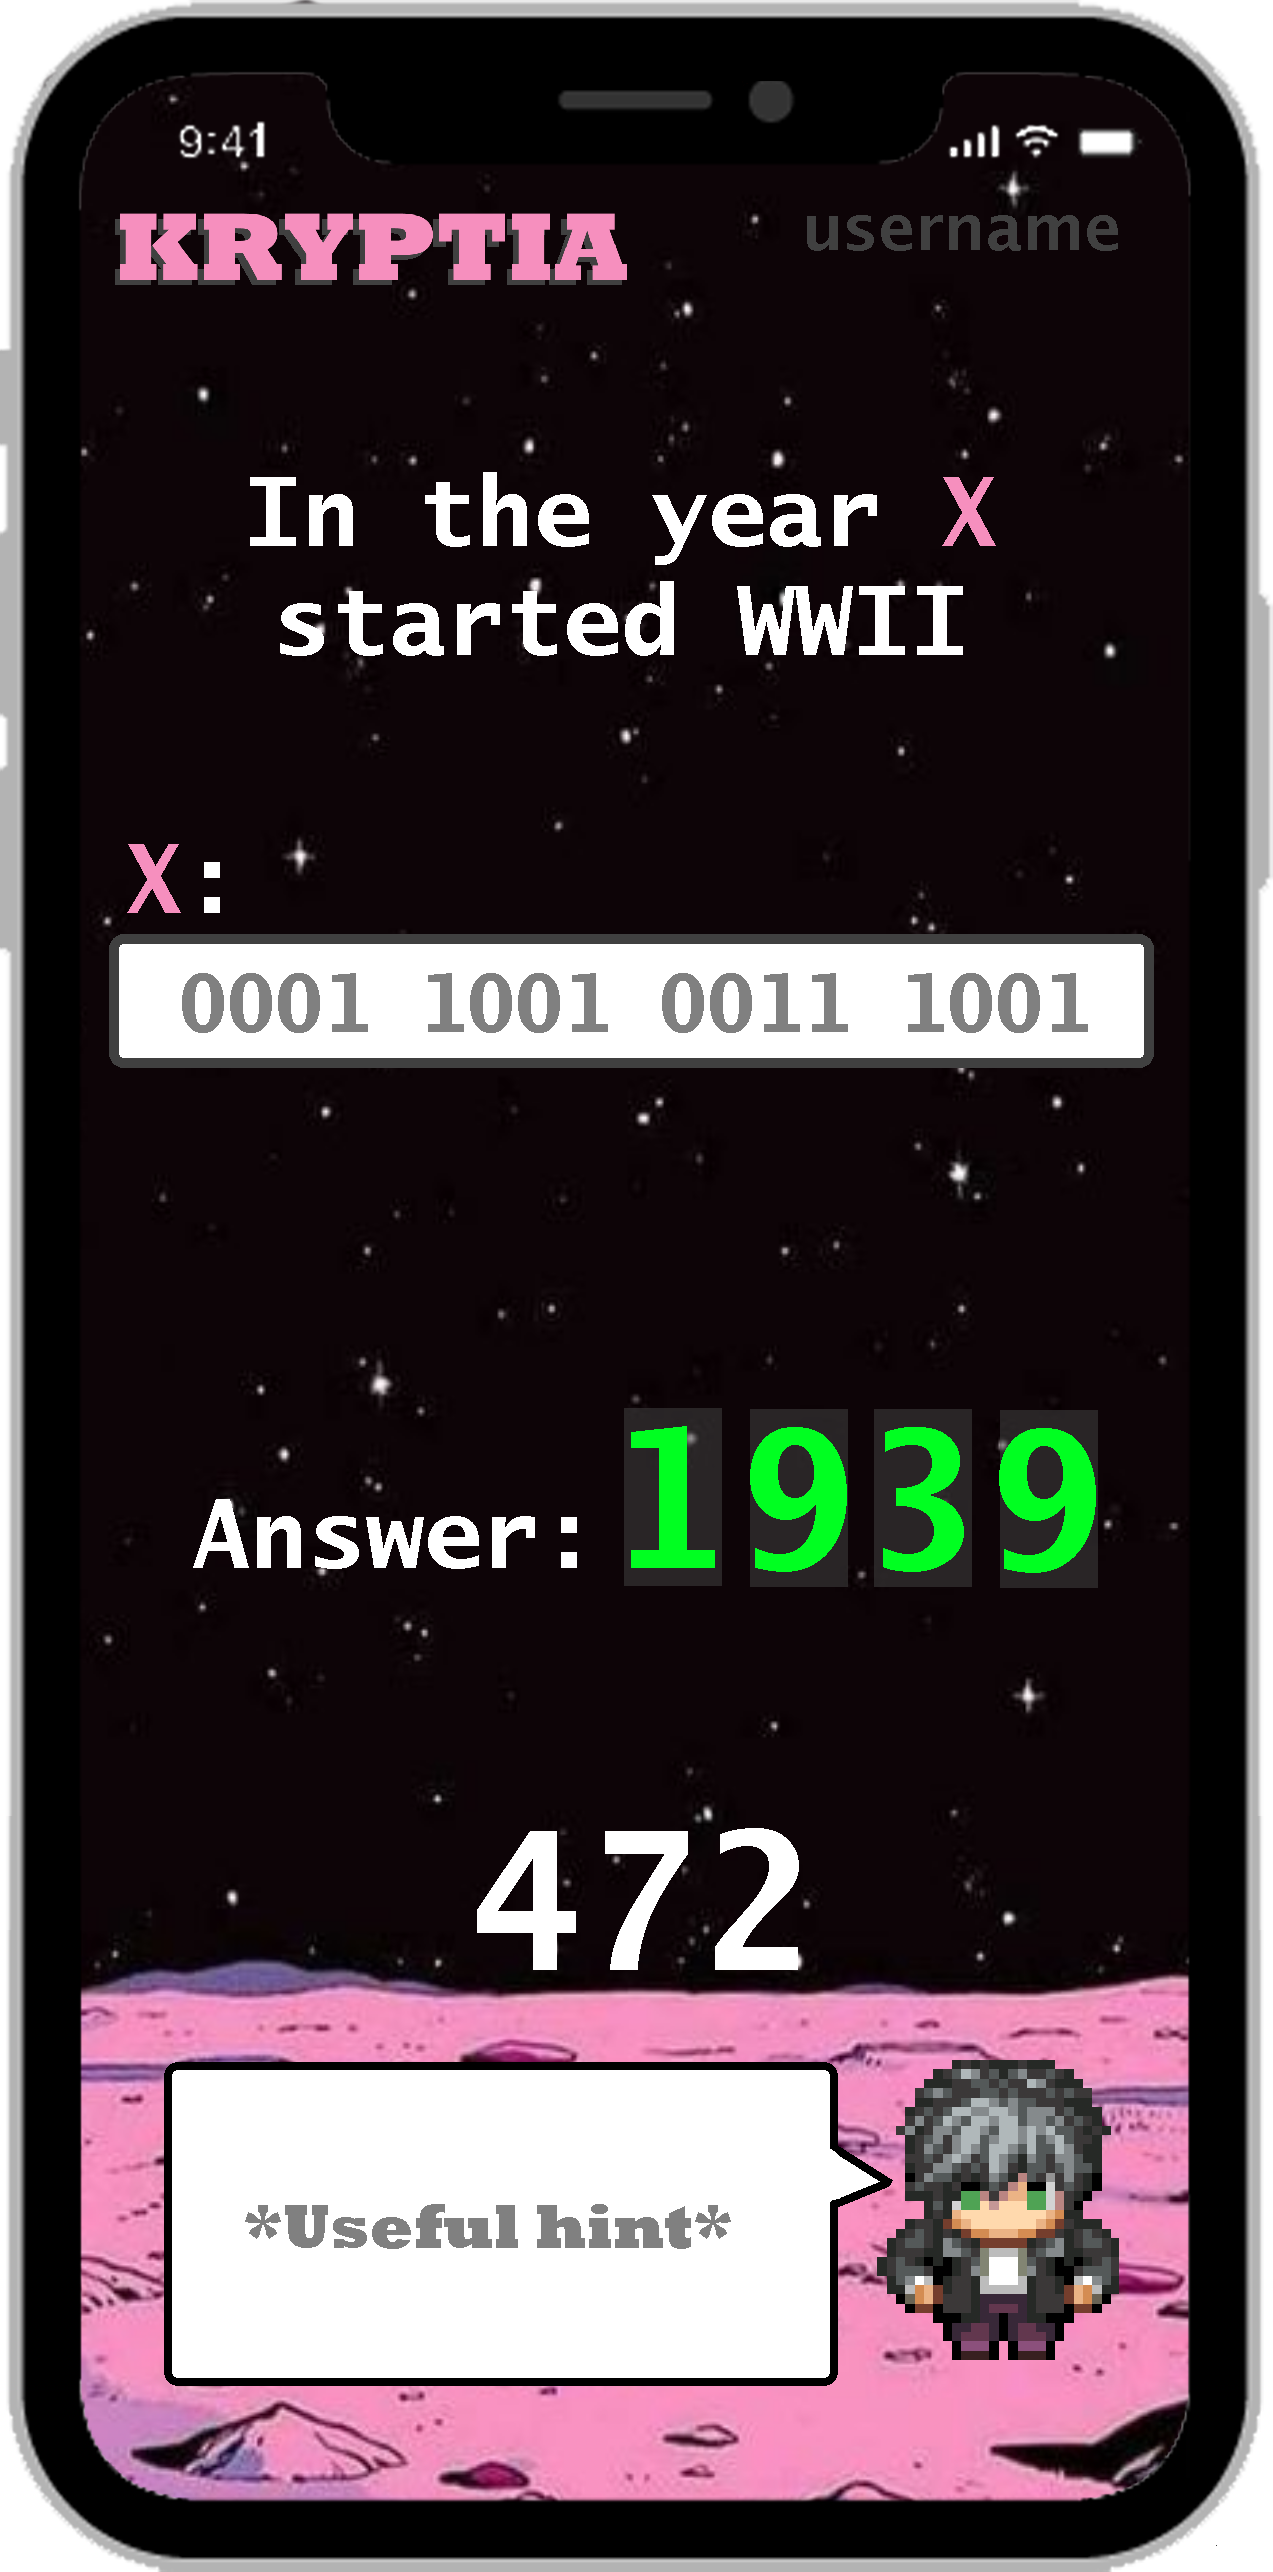 9:41
KRYPTIA
username
In the year X
started WWII
X:
0001 1001 0011 1001
Answer: 1939
472
*Useful hint*